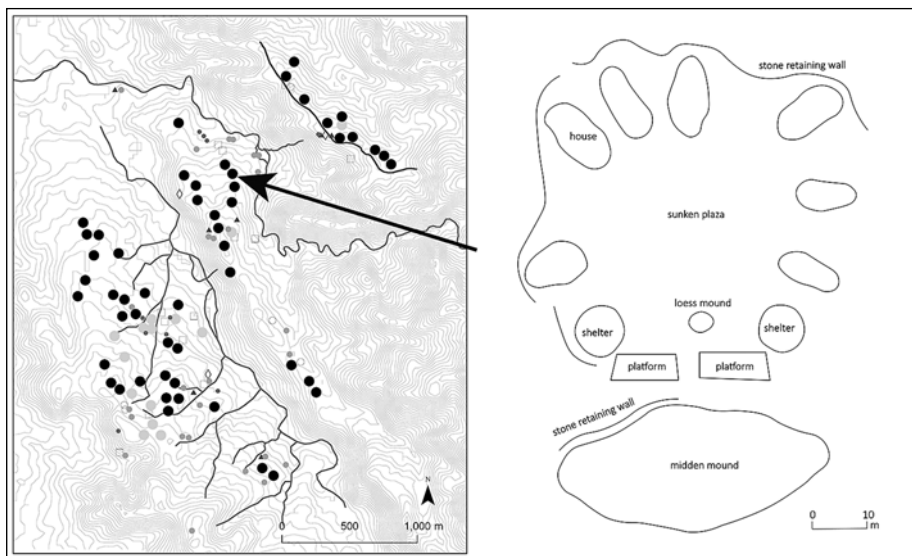 N
0 500 1,000 m
stone retaining wall
house
sunken plaza
loess mound
shelter
shelter
platform
platform
stone retaining wall
midden mound
0 10
m